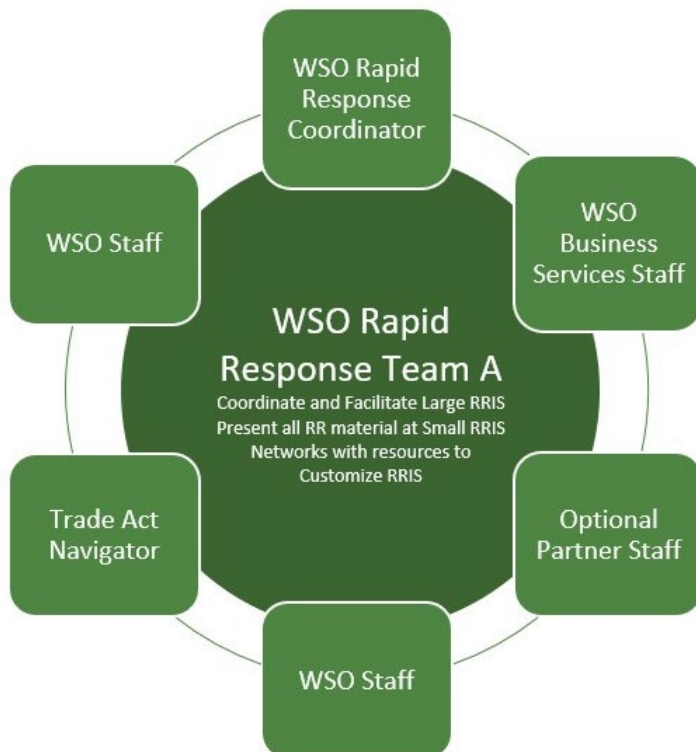 WSO Rapid
Response
Coordinator
WSO
Business
Services Staff
Optional
Partner Staff
WSO Staff
Trade Act
Navigator
WSO Staff
WSO Rapid
Response Team A
Coordinate and Facilitate Large RRIS
Present all RR material at Small RRIS
Networks with resources to
Customize RRIS